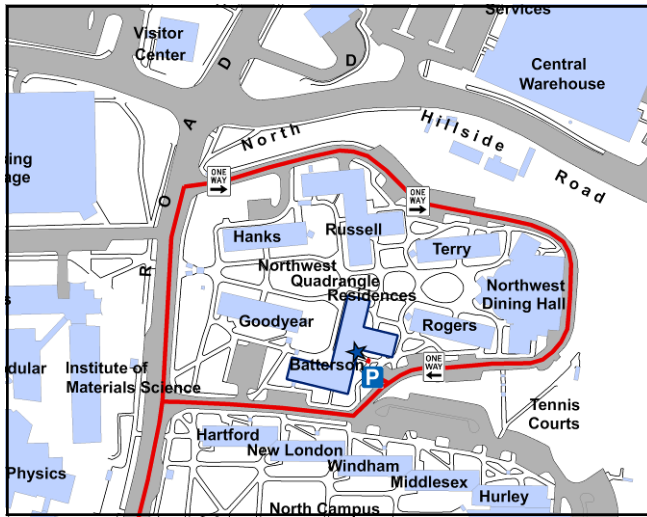 Services
Visitor
Center
Central
Warehouse
D
A
O
R
D
North
Hillside
Road
ing
age
ONE
WAY
ONE
WAY
Hanks
Russell
Terry
Northwest
Quadrangle
Residences
Northwest
Dining Hall
Goodyear
Rogers
s
dular
Institute of
Materials Science
Batterson
P
ONE
WAY
Tennis
Courts
Hartford
New London
Windham
Middlesex
Hurley
Physics
North Campus